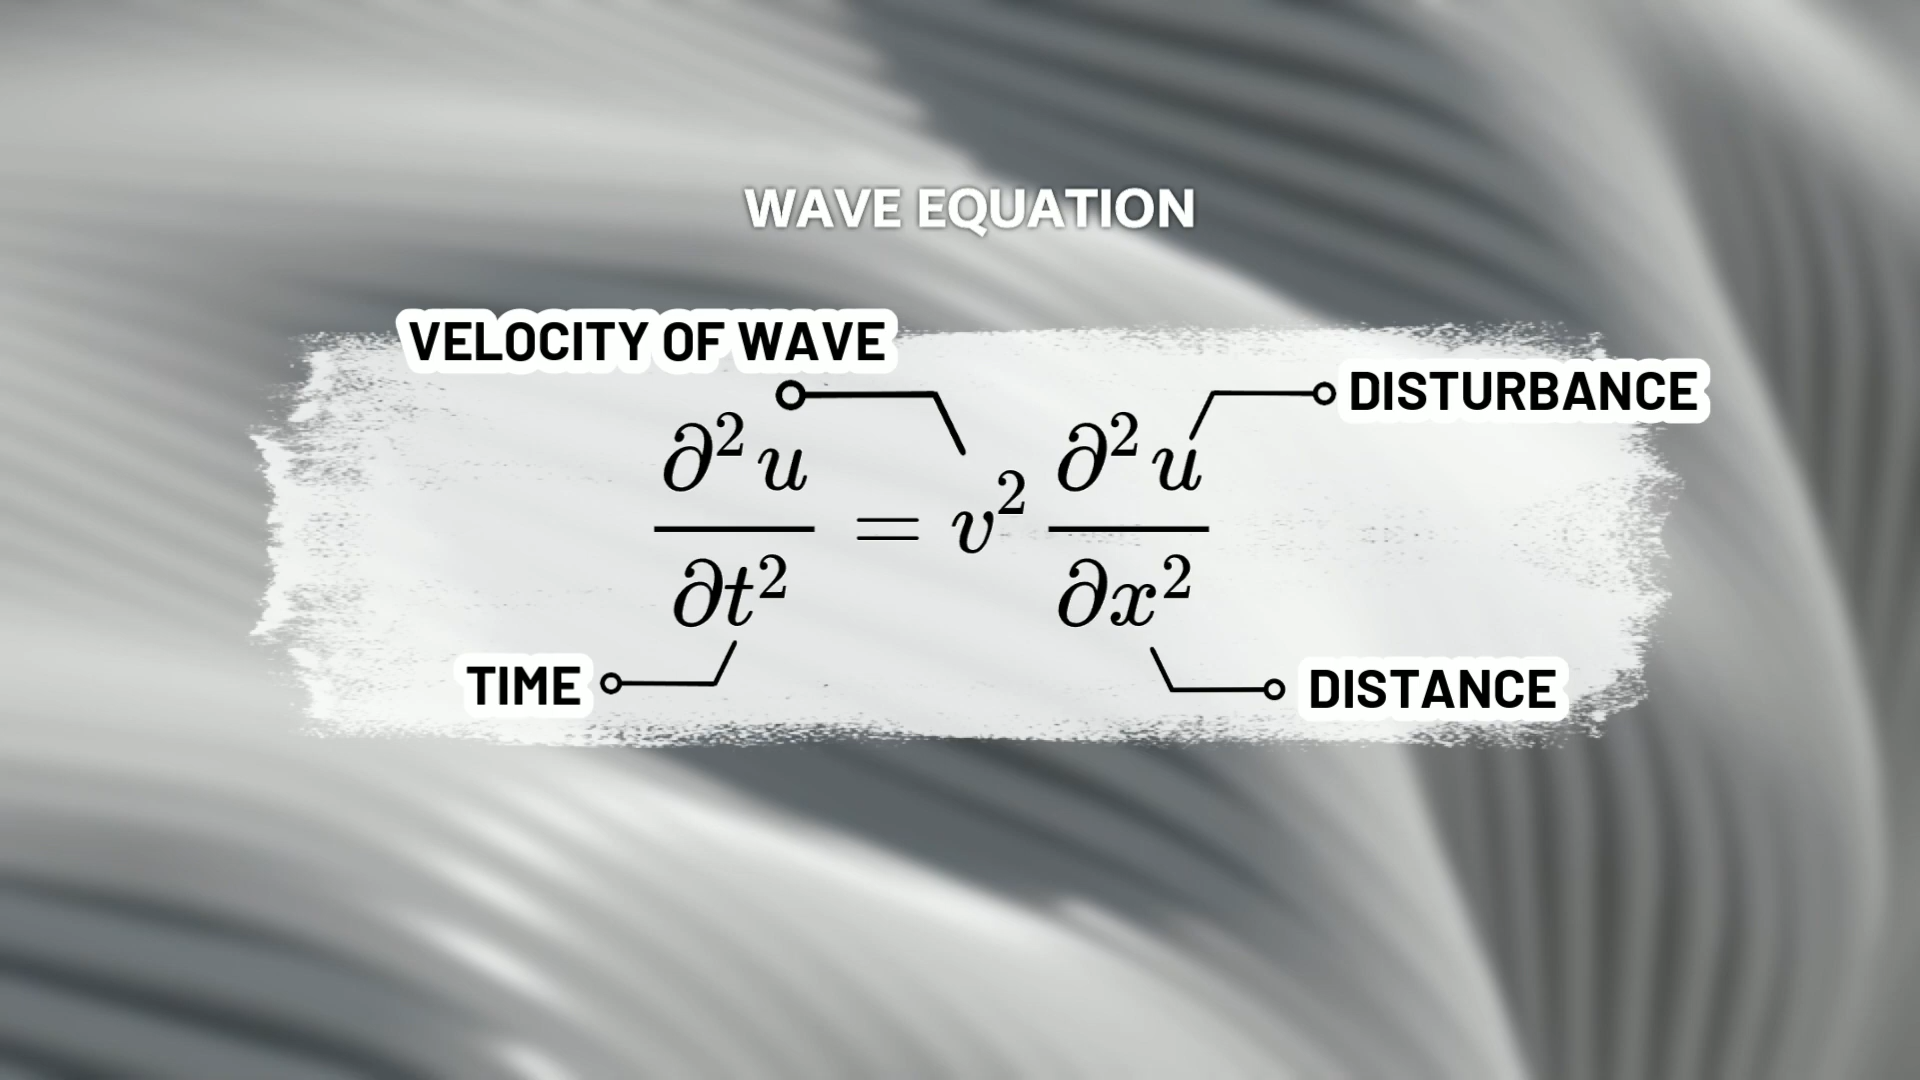 WAVE EQUATION
VELOCITY OF WAVE
DISTURBANCE
∂²u/∂t² = v² ∂²u/∂x²
TIME
DISTANCE